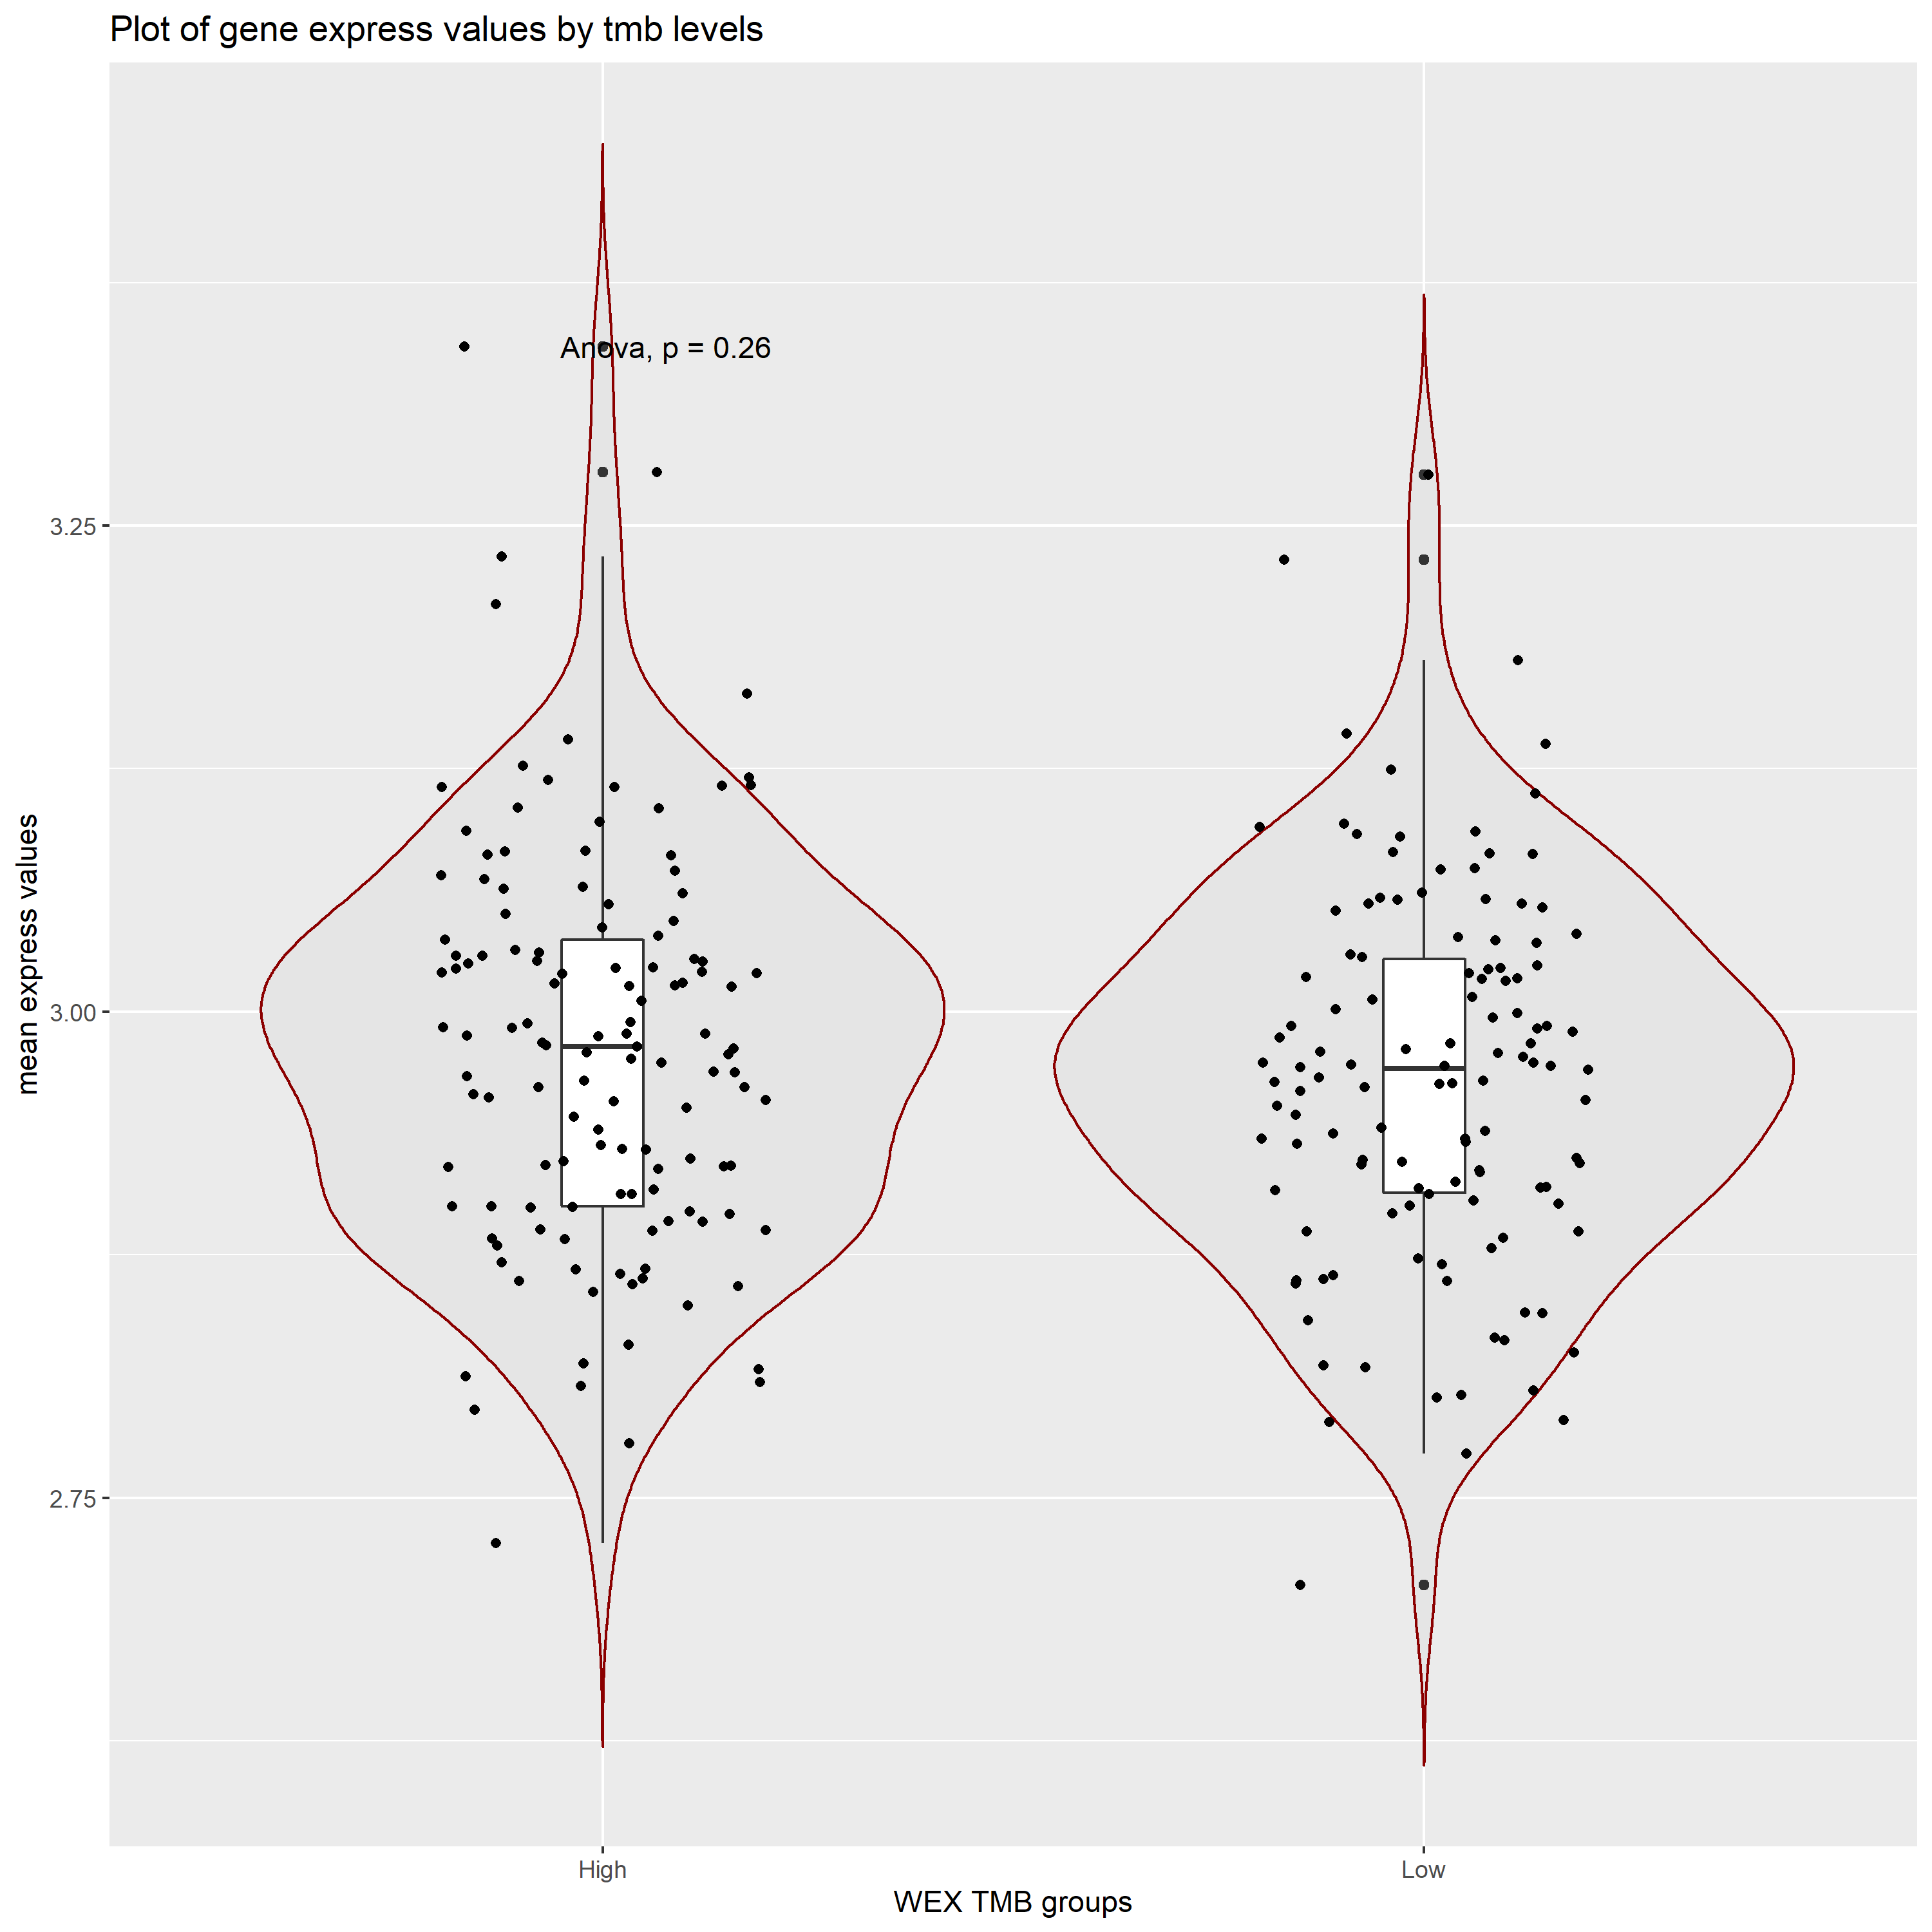 Plot of gene express values by tmb levels
Anova, p = 0.26
mean express values
3.25
3.00
2.75
High
Low
WEX TMB groups